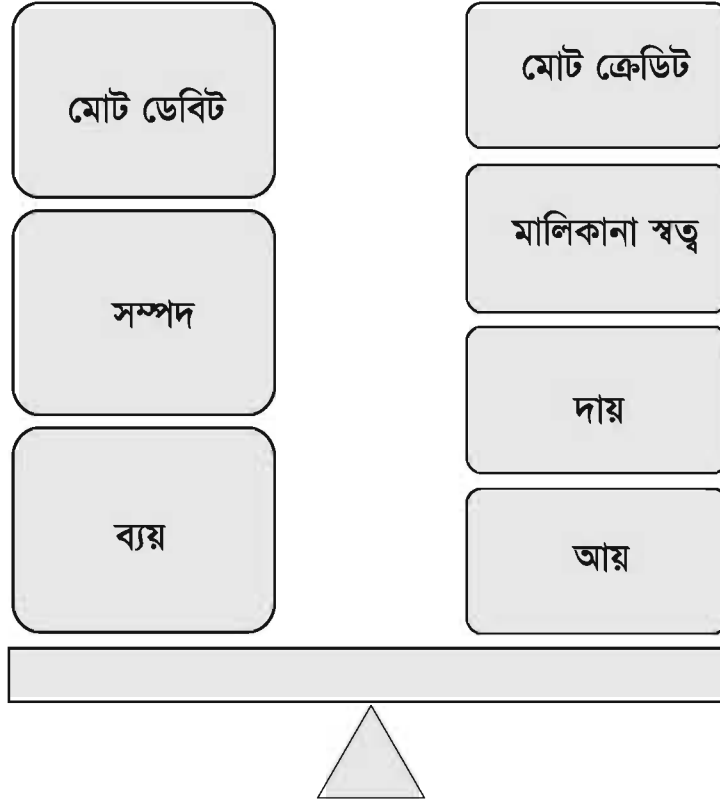 মোট ডেবিট
সম্পদ
ব্যয়
মোট ক্রেডিট
মালিকানা স্বত্ব
দায়
আয়